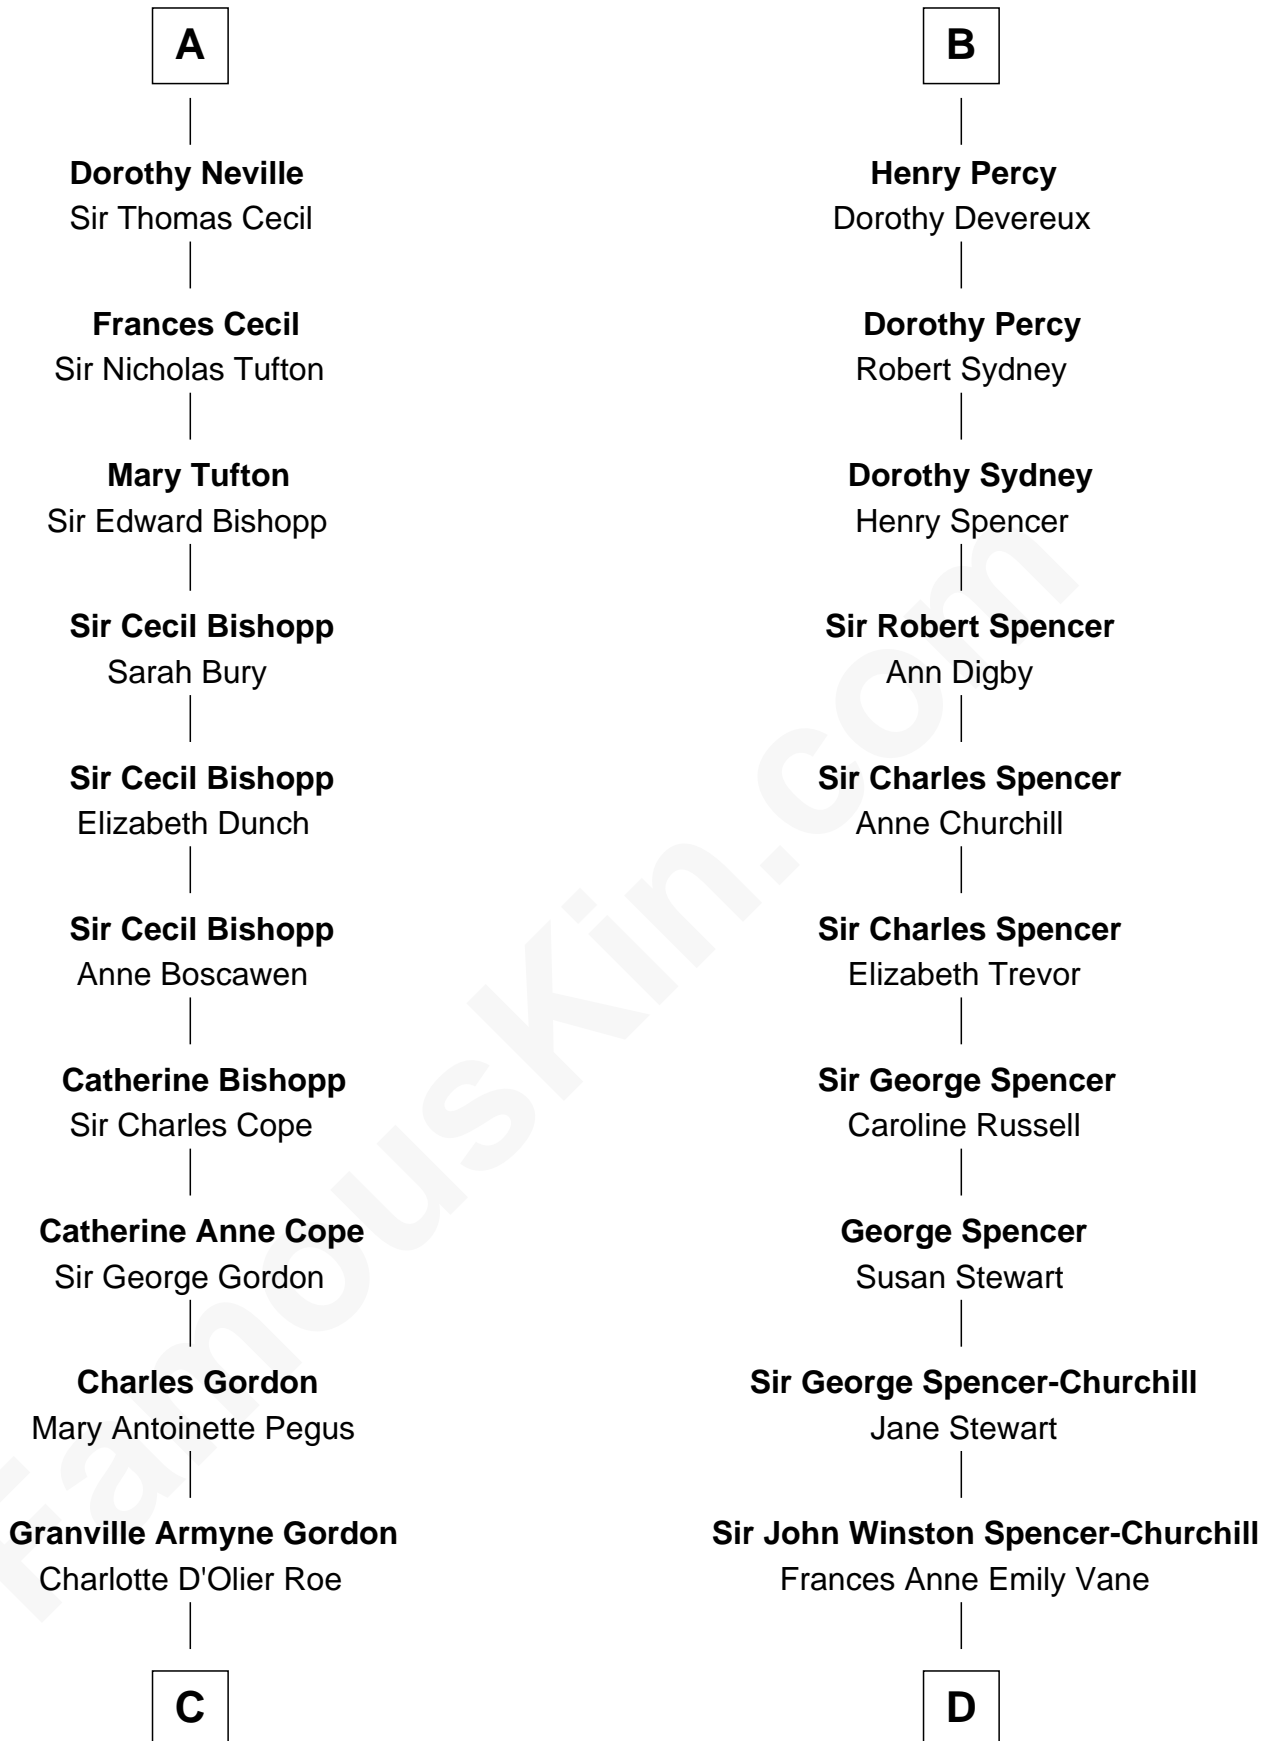 A
Dorothy Neville
Sir Thomas Cecil
Frances Cecil
Sir Nicholas Tufton
Mary Tufton
Sir Edward Bishopp
Sir Cecil Bishopp
Sarah Bury
Sir Cecil Bishopp
Elizabeth Dunch
Sir Cecil Bishopp
Anne Boscawen
Catherine Bishopp
Sir Charles Cope
Catherine Anne Cope
Sir George Gordon
Charles Gordon
Mary Antoinette Pegus
Granville Armyne Gordon
Charlotte D'Olier Roe
C
B
Henry Percy
Dorothy Devereux
Dorothy Percy
Robert Sydney
Dorothy Sydney
Henry Spencer
Sir Robert Spencer
Ann Digby
Sir Charles Spencer
Anne Churchill
Sir Charles Spencer
Elizabeth Trevor
Sir George Spencer
Caroline Russell
George Spencer
Susan Stewart
Sir George Spencer-Churchill
Jane Stewart
Sir John Winston Spencer-Churchill
Frances Anne Emily Vane
D
FamousKin.com